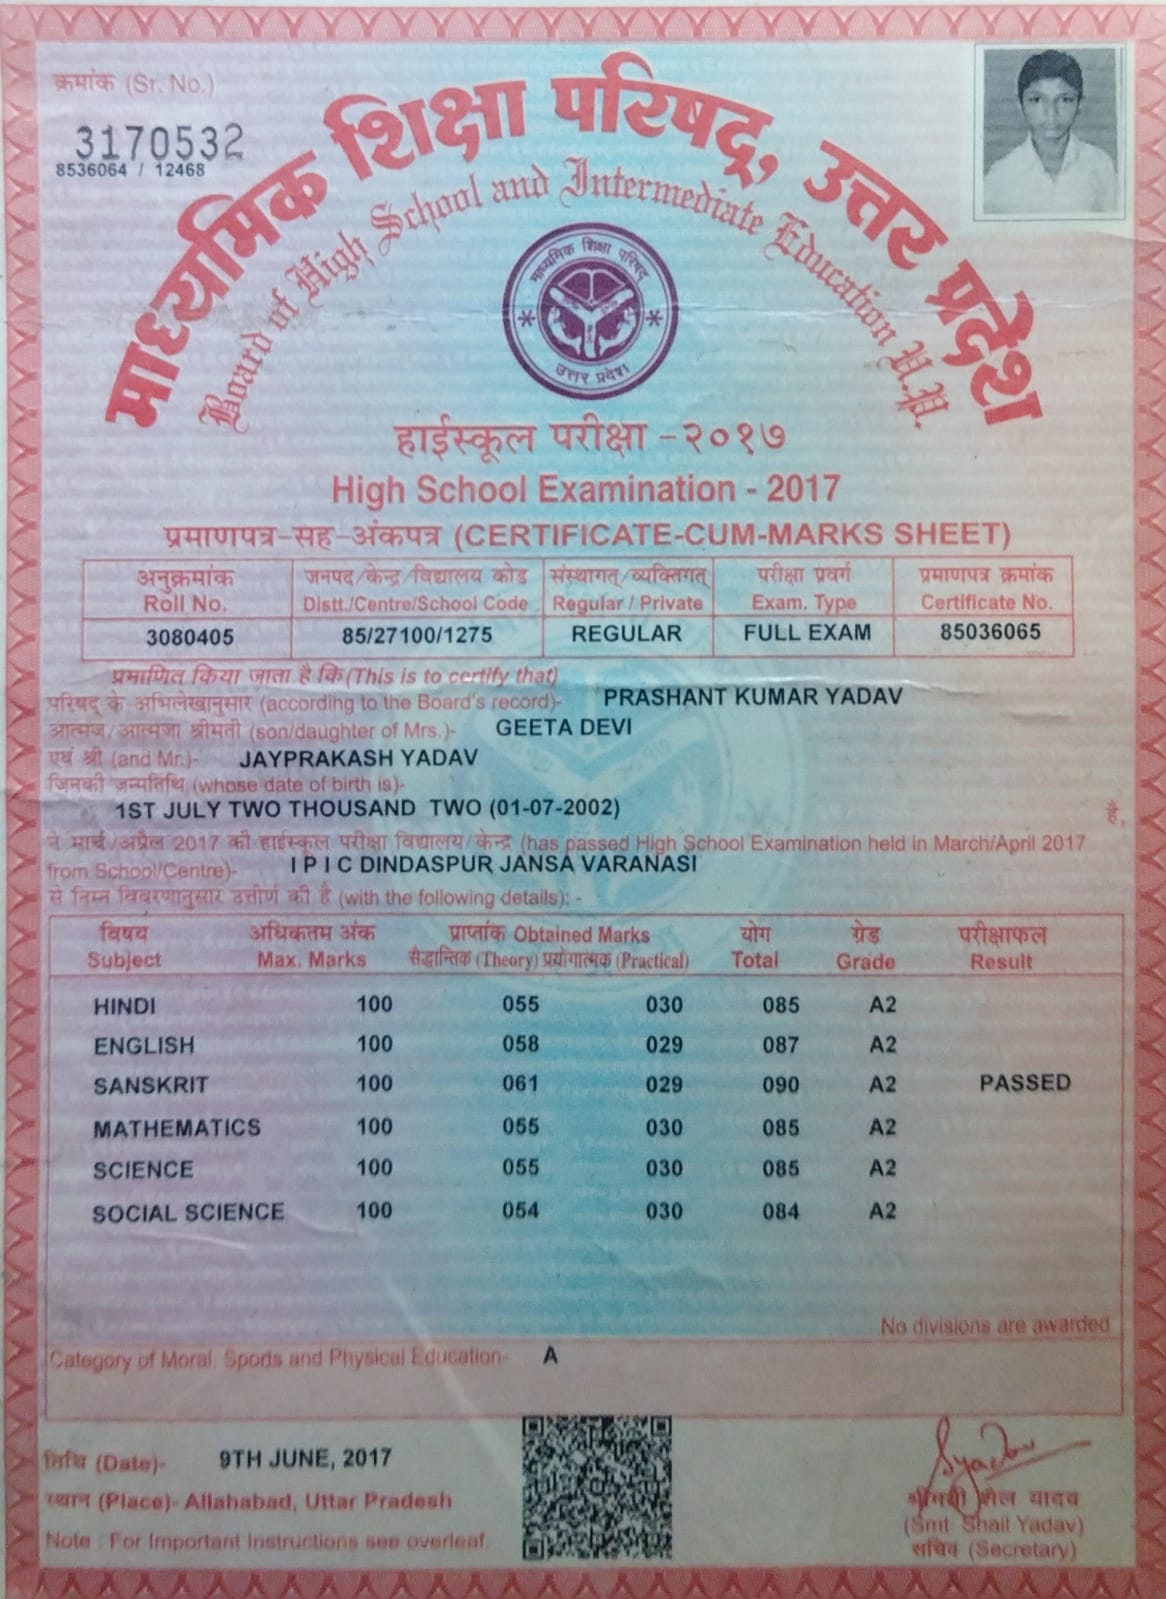 क्रमांक (Sr. No.)
3170532
8536064 / 12468
माध्यमिक शिक्षा परिषद्, उत्तर प्रदेश
Board of High School and Intermediate Education U.P.
माध्यमिक शिक्षा परिषद्
उत्तर प्रदेश
हाईस्कूल परीक्षा -२०१७
High School Examination - 2017
प्रमाणपत्र-सह-अंकपत्र (CERTIFICATE-CUM-MARKS SHEET)
अनुक्रमांक जनपद/केन्द्र/विद्यालय कोड संस्थागत/व्यक्तिगत् परीक्षा प्रवर्ग प्रमाणपत्र क्रमांक
Roll No. Distt./Centre/School Code Regular / Private Exam. Type Certificate No.
3080405 85/27100/1275 REGULAR FULL EXAM 85036065
प्रमाणित किया जाता है कि (This is to certify that)
परिषद् के अभिलेखानुसार (according to the Board's record)- PRASHANT KUMAR YADAV
आत्मज/आत्मजा श्रीमती (son/daughter of Mrs.)- GEETA DEVI
एवं श्री (and Mr.)- JAYPRAKASH YADAV
जिनकी जन्मतिथि (whose date of birth is)-
1ST JULY TWO THOUSAND TWO (01-07-2002) है,
ने मार्च/अप्रैल 2017 की हाईस्कूल परीक्षा विद्यालय/केन्द्र (has passed High School Examination held in March/April 2017
from School/Centre)- I P I C DINDASPUR JANSA VARANASI
से निम्न विवरणानुसार उत्तीर्ण की है (with the following details): -
विषय अधिकतम अंक प्राप्तांक Obtained Marks योग ग्रेड परीक्षाफल
Subject Max. Marks सैद्धान्तिक (Theory) प्रयोगात्मक (Practical) Total Grade Result
HINDI 100 055 030 085 A2
ENGLISH 100 058 029 087 A2
SANSKRIT 100 061 029 090 A2 PASSED
MATHEMATICS 100 055 030 085 A2
SCIENCE 100 055 030 085 A2
SOCIAL SCIENCE 100 054 030 084 A2
No divisions are awarded
Category of Moral, Sports and Physical Education- A
तिथि (Date)- 9TH JUNE, 2017
स्थान (Place)- Allahabad, Uttar Pradesh
Note : For Important Instructions see overleaf.
Syadav
श्रीमती शैल यादव
(Smt. Shail Yadav)
सचिव (Secretary)